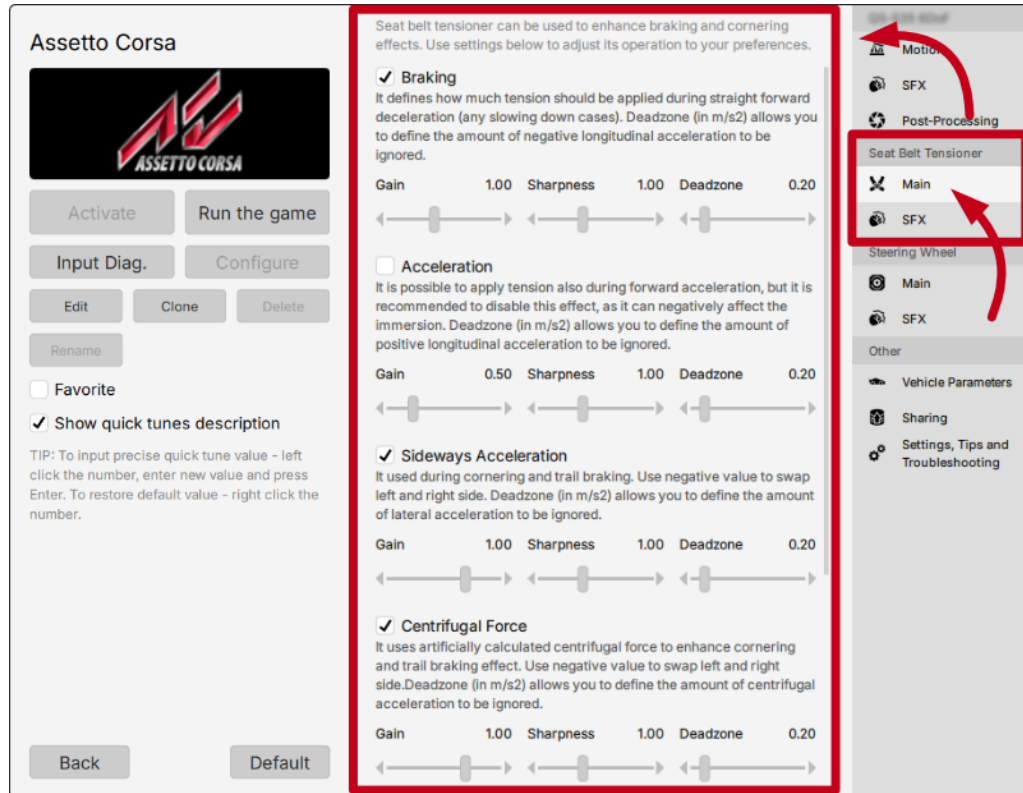 Assetto Corsa
ASSETTO CORSA
Activate
Run the game
Input Diag.
Configure
Edit
Clone
Delete
Rename
Favorite
Show quick tunes description
TIP: To input precise quick tune value - left
click the number, enter new value and press
Enter. To restore default value - right click the
number.
Back
Default
Seat belt tensioner can be used to enhance braking and cornering
effects. Use settings below to adjust its operation to your preferences.
Braking
It defines how much tension should be applied during straight forward
deceleration (any slowing down cases). Deadzone (in m/s2) allows you
to define the amount of negative longitudinal acceleration to be
ignored.
Gain 1.00 Sharpness 1.00 Deadzone 0.20
Acceleration
It is possible to apply tension also during forward acceleration, but it is
recommended to disable this effect, as it can negatively affect the
immersion. Deadzone (in m/s2) allows you to define the amount of
positive longitudinal acceleration to be ignored.
Gain 0.50 Sharpness 1.00 Deadzone 0.20
Sideways Acceleration
It used during cornering and trail braking. Use negative value to swap
left and right side. Deadzone (in m/s2) allows you to define the amount
of lateral acceleration to be ignored.
Gain 1.00 Sharpness 1.00 Deadzone 0.20
Centrifugal Force
It uses artificially calculated centrifugal force to enhance cornering
and trail braking effect. Use negative value to swap left and right
side.Deadzone (in m/s2) allows you to define the amount of centrifugal
acceleration to be ignored.
Gain 1.00 Sharpness 1.00 Deadzone 0.20
Motion
SFX
Post-Processing
Seat Belt Tensioner
Main
SFX
Steering Wheel
Main
SFX
Other
Vehicle Parameters
Sharing
Settings, Tips and
Troubleshooting